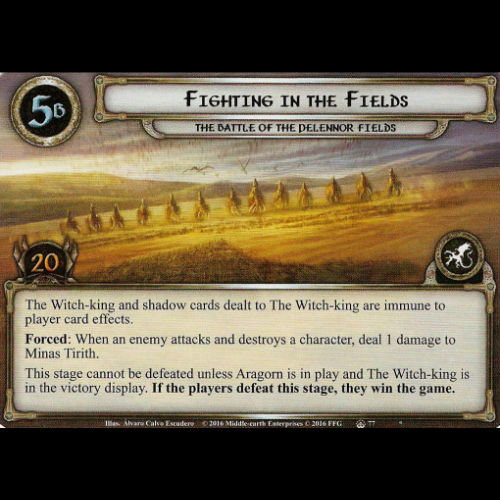 5B
FIGHTING IN THE FIELDS
THE BATTLE OF THE PELENNOR FIELDS
20
The Witch-king and shadow cards dealt to The Witch-king are immune to
player card effects.
Forced: When an enemy attacks and destroys a character, deal 1 damage to
Minas Tirith.
This stage cannot be defeated unless Aragorn is in play and The Witch-king is
in the victory display. If the players defeat this stage, they win the game.
Illus. Álvaro Calvo Escudero © 2016 Middle-earth Enterprises © 2016 FFG 77